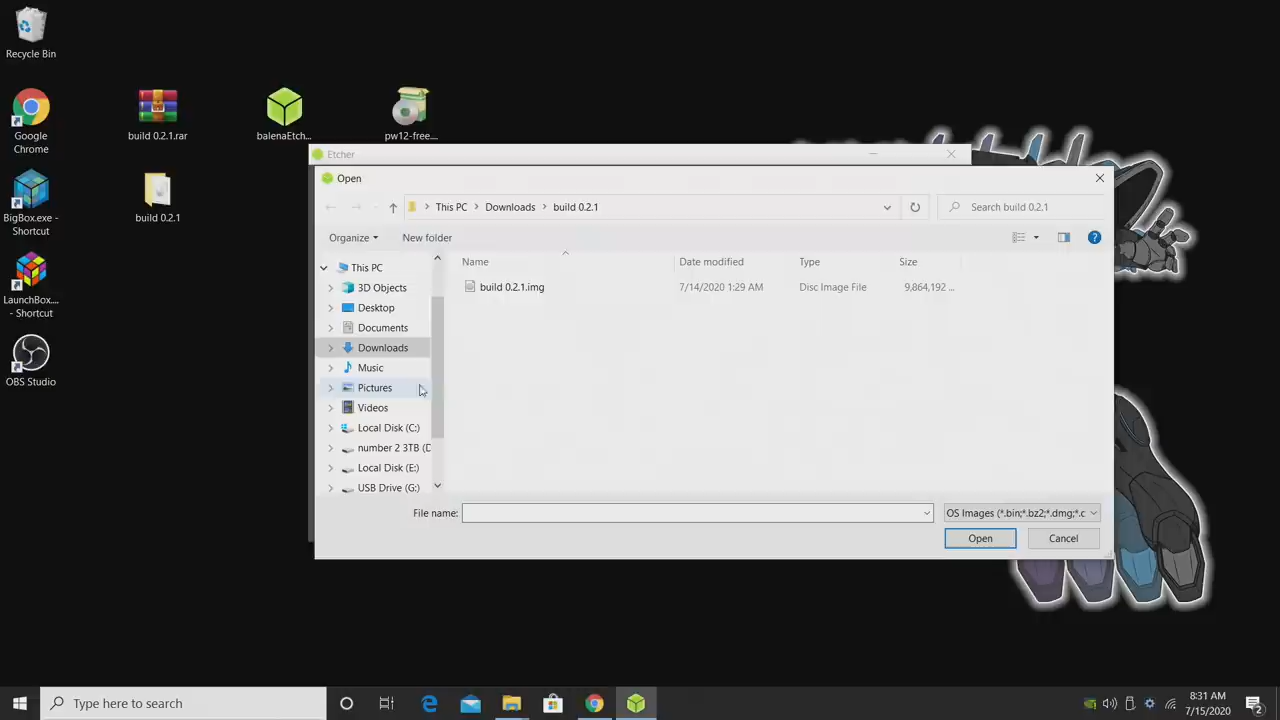 Recycle Bin
Google
Chrome
build 0.2.1.rar
balenaEtch...
pw12-free....
BigBox.exe -
Shortcut
build 0.2.1
LaunchBox....
- Shortcut
OBS Studio
Etcher
Open
This PC > Downloads > build 0.2.1
Search build 0.2.1
Organize
New folder
Name
Date modified
Type
Size
This PC
3D Objects
Desktop
Documents
Downloads
Music
Pictures
Videos
Local Disk (C:)
number 2 3TB (D
Local Disk (E:)
USB Drive (G:)
build 0.2.1.img
7/14/2020 1:29 AM
Disc Image File
9,864,192 ...
File name:
OS Images (*.bin;*.bz2;*.dmg;*.c
Open
Cancel
Type here to search
8:31 AM
7/15/2020
2